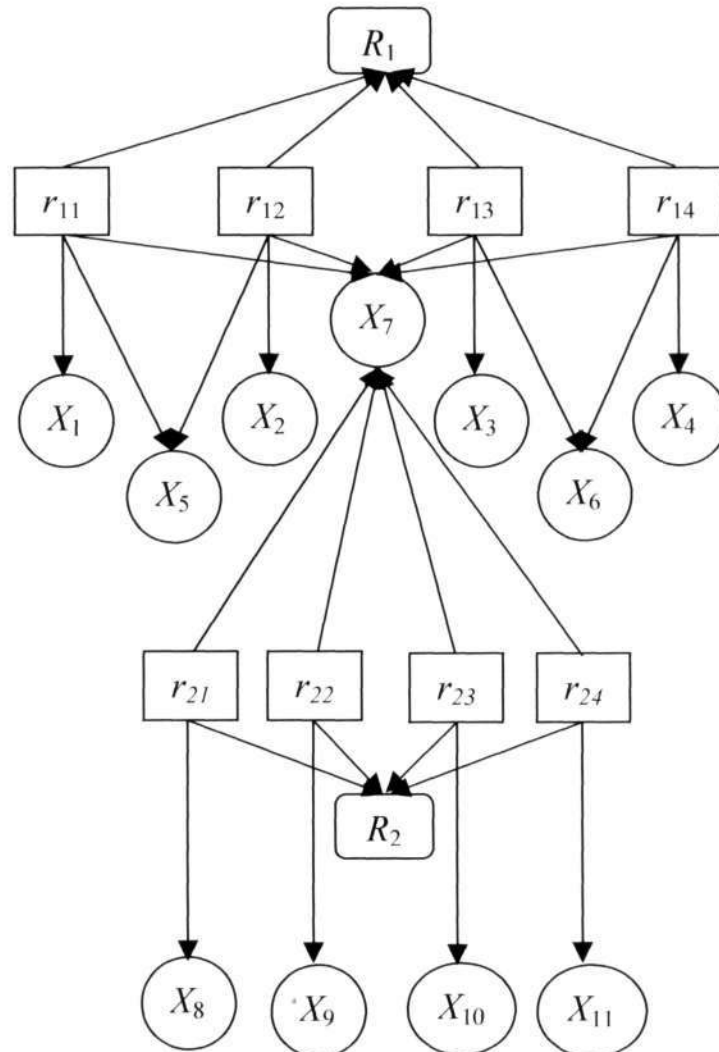 R₁
r₁₁ r₁₂ r₁₃ r₁₄
X₇
X₁ X₂ X₃ X₄
X₅ X₆
r₂₁ r₂₂ r₂₃ r₂₄
R₂
X₈ X₉ X₁₀ X₁₁